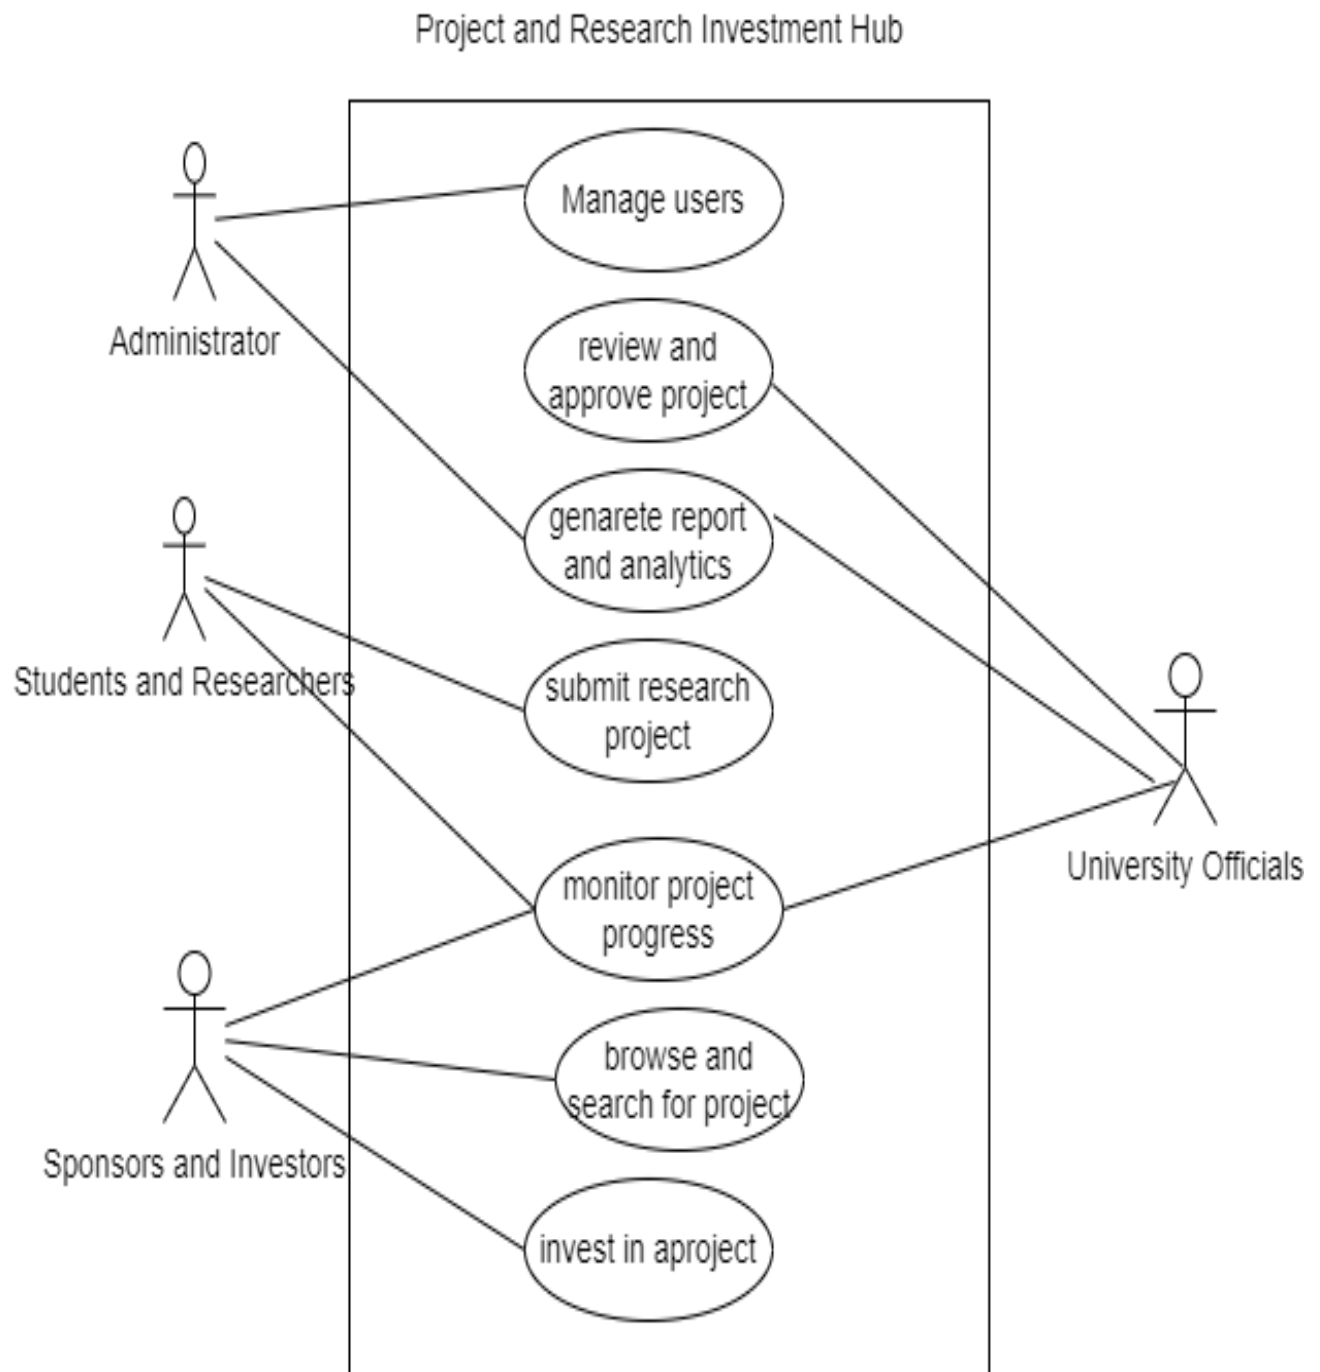 Project and Research Investment Hub
Manage users
Administrator
review and
approve project
genarete report
and analytics
Students and Researchers
submit research
project
University Officials
monitor project
progress
browse and
search for project
Sponsors and Investors
invest in aproject